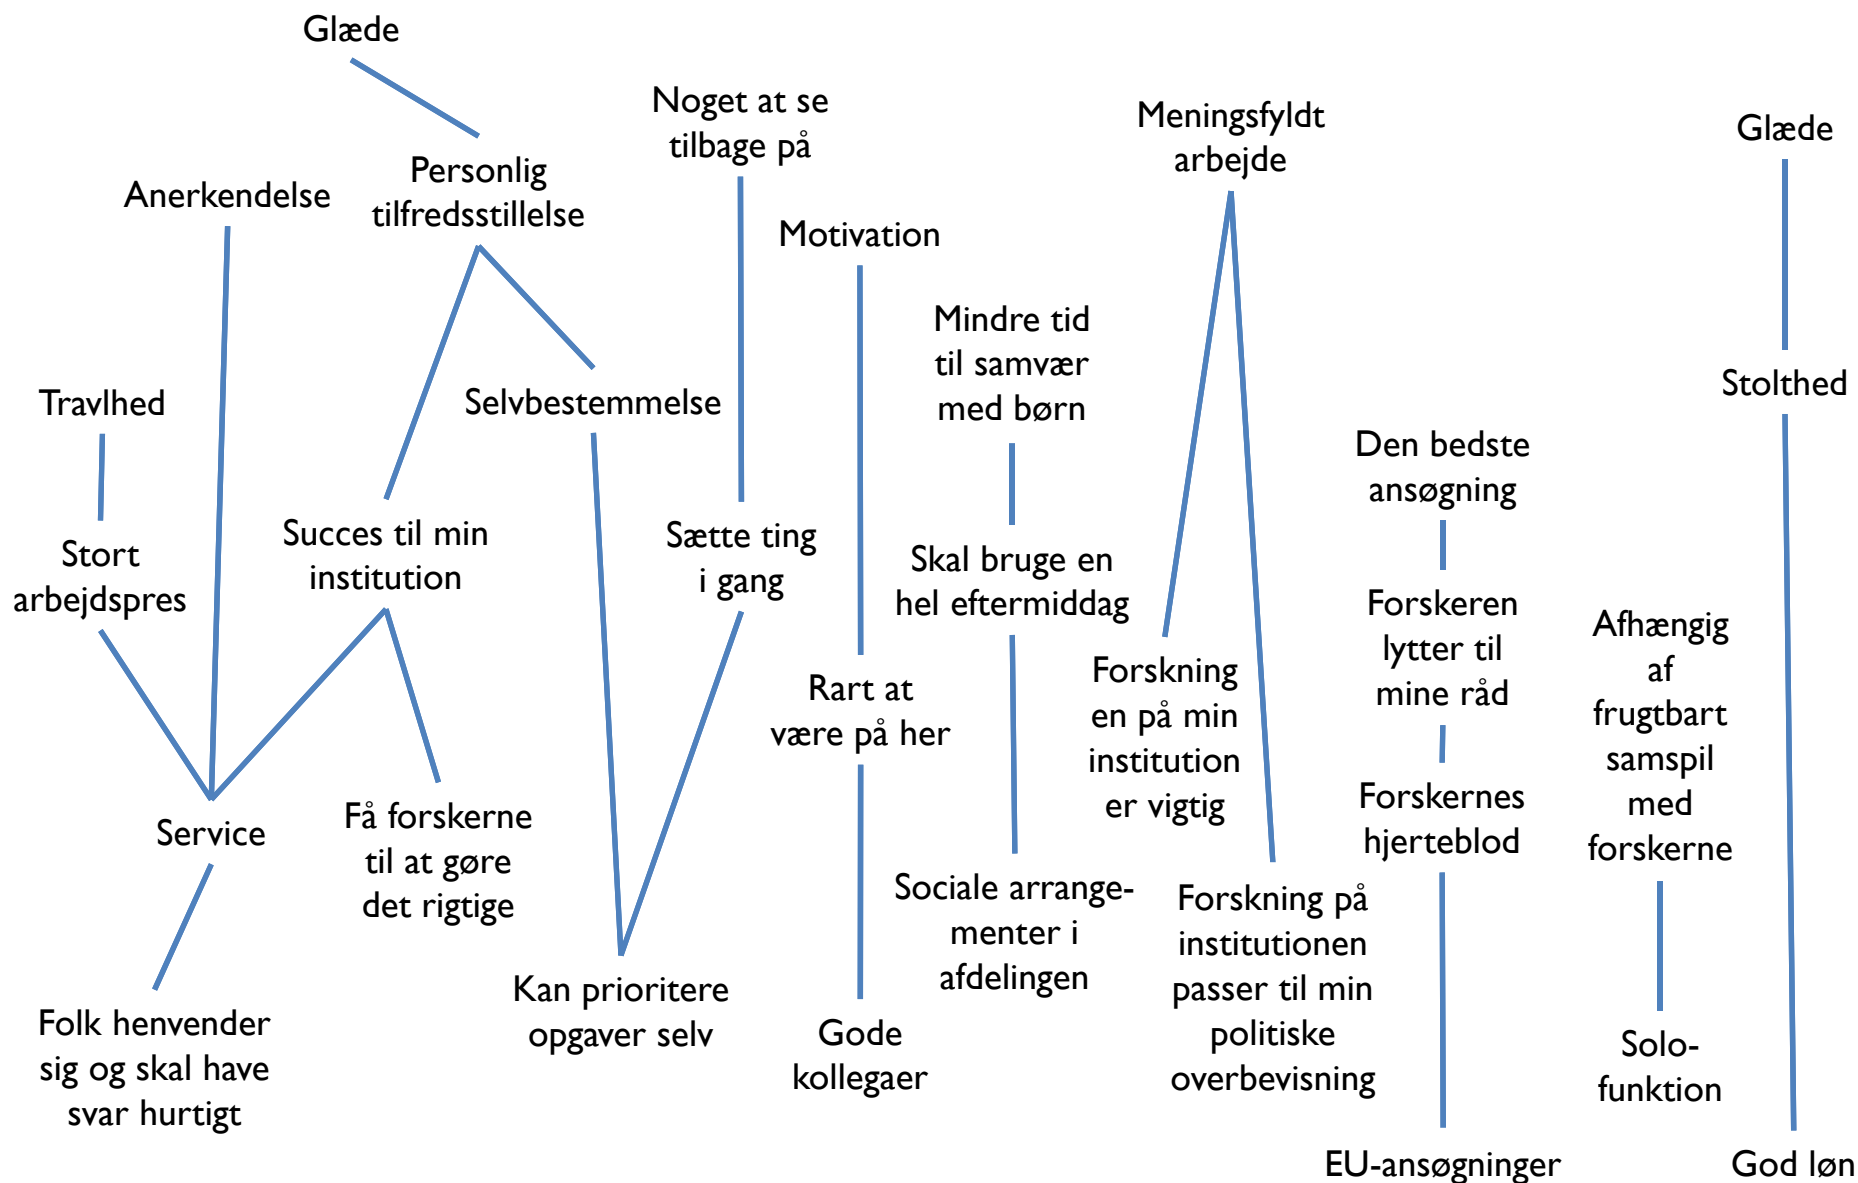 Glæde
Noget at se
tilbage på
Meningsfyldt
arbejde
Glæde
Personlig
tilfredsstillelse
Anerkendelse
Motivation
Mindre tid
til samvær
med børn
Travlhed
Selvbestemmelse
Stolthed
Den bedste
ansøgning
Stort
arbejdspres
Succes til min
institution
Sætte ting
i gang
Skal bruge en
hel eftermiddag
Forskeren
lytter til
mine råd
Afhængig
af
frugtbart
samspil
med
forskerne
Forskning
en på min
institution
er vigtig
Rart at
være på her
Service
Få forskerne
til at gøre
det rigtige
Forskernes
hjerteblod
Sociale arrange-
menter i
afdelingen
Forskning på
institutionen
passer til min
politiske
overbevisning
Kan prioritere
opgaver selv
Folk henvender
sig og skal have
svar hurtigt
Gode
kollegaer
Solo-
funktion
EU-ansøgninger
God løn